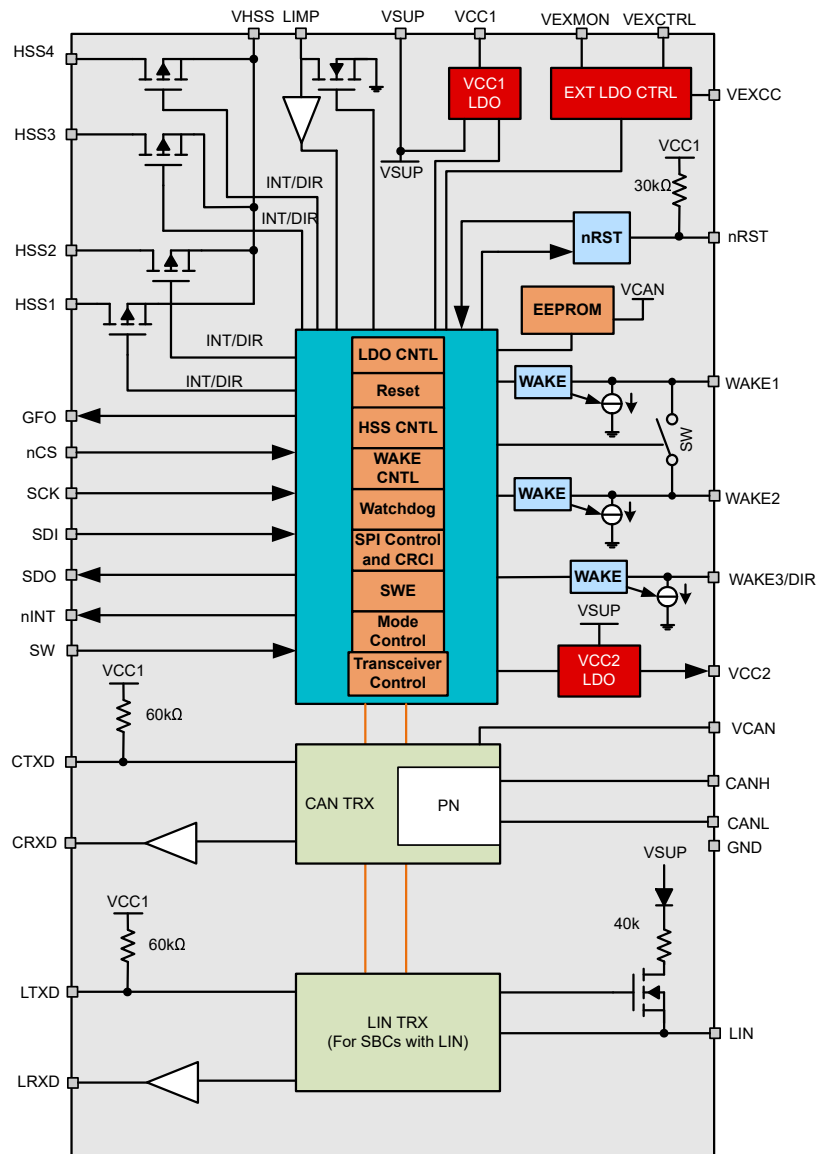 VHSS LIMP VSUP VCC1 VEXMON VEXCTRL
HSS4
VCC1
LDO
EXT LDO CTRL
VEXCC
HSS3
VSUP
VCC1
INT/DIR
30kΩ
INT/DIR
nRST
nRST
HSS2
VCAN
EEPROM
HSS1
INT/DIR
LDO CNTL
INT/DIR
WAKE
WAKE1
Reset
GFO
HSS CNTL
SW
nCS
WAKE
CNTL
SCK
WAKE
WAKE2
Watchdog
SDI
SPI Control
and CRCI
SDO
WAKE
WAKE3/DIR
SWE
nINT
VSUP
Mode
Control
SW
VCC1
Transceiver
Control
VCC2
LDO
VCC2
60kΩ
VCAN
CTXD
CAN TRX
PN
CANH
CANL
CRXD
GND
VSUP
VCC1
40k
60kΩ
LTXD
LIN TRX
(For SBCs with LIN)
LIN
LRXD